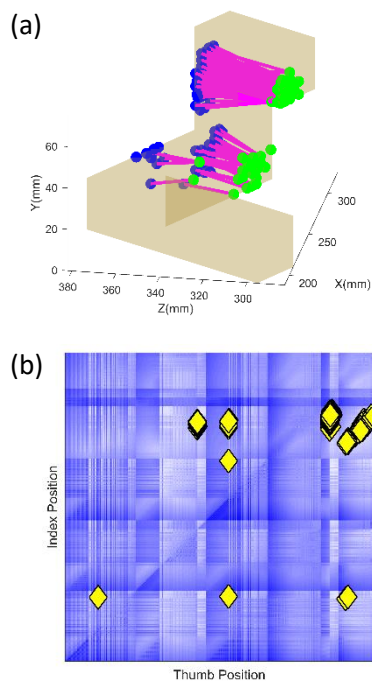 (a)
60
40
20
0
Y(mm)
380
360
340
320
300
Z(mm)
200
250
300
X(mm)
(b)
Index Position
Thumb Position